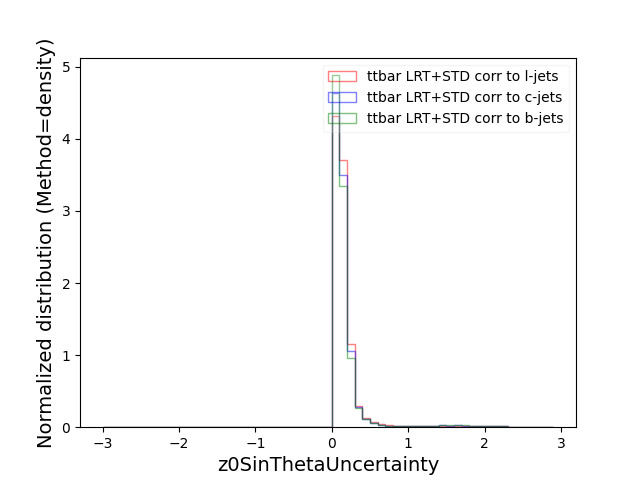 ttbar LRT+STD corr to l-jets
ttbar LRT+STD corr to c-jets
ttbar LRT+STD corr to b-jets
Normalized distribution (Method=density)
5
4
3
2
1
0
−3
−2
−1
0
1
2
3
z0SinThetaUncertainty